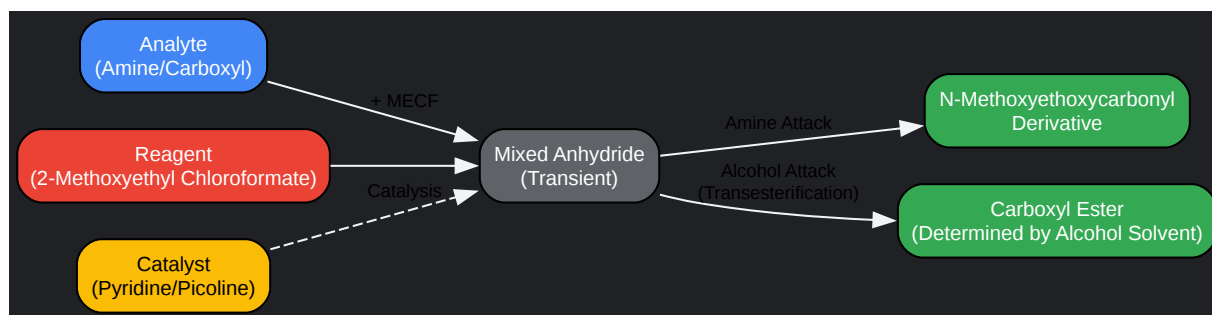 Analyte
(Amine/Carboxyl)
+ MECF
Reagent
(2-Methoxyethyl Chloroformate)
Catalysis
Catalyst
(Pyridine/Picoline)
Mixed Anhydride
(Transient)
Amine Attack
Alcohol Attack
(Transesterification)
N-Methoxyethoxycarbonyl
Derivative
Carboxyl Ester
(Determined by Alcohol Solvent)